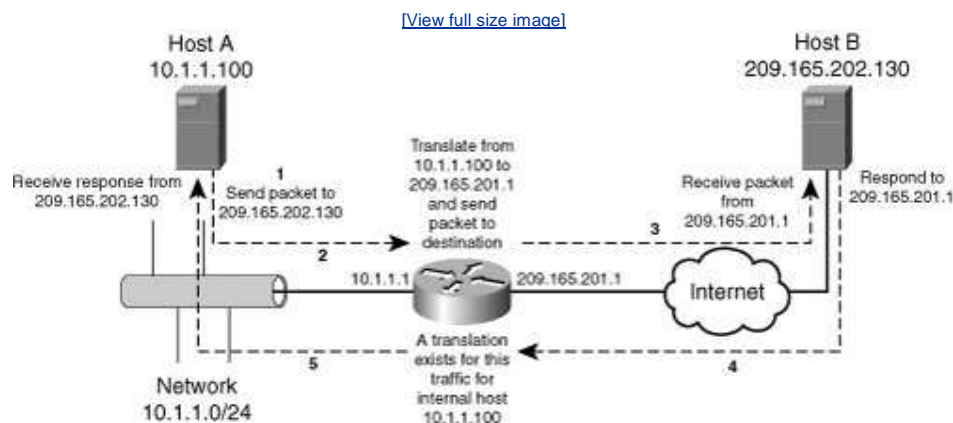 [View full size image]
Host A
10.1.1.100
Host B
209.165.202.130
Receive response from
209.165.202.130
1
Send packet to
209.165.202.130
2
Translate from
10.1.1.100 to
209.165.201.1
and send
packet to
destination
Receive packet
from
209.165.201.1
3
Respond to
209.165.201.1
10.1.1.1
209.165.201.1
Internet
A translation
exists for this
traffic for
internal host
10.1.1.100
4
5
Network
10.1.1.0/24